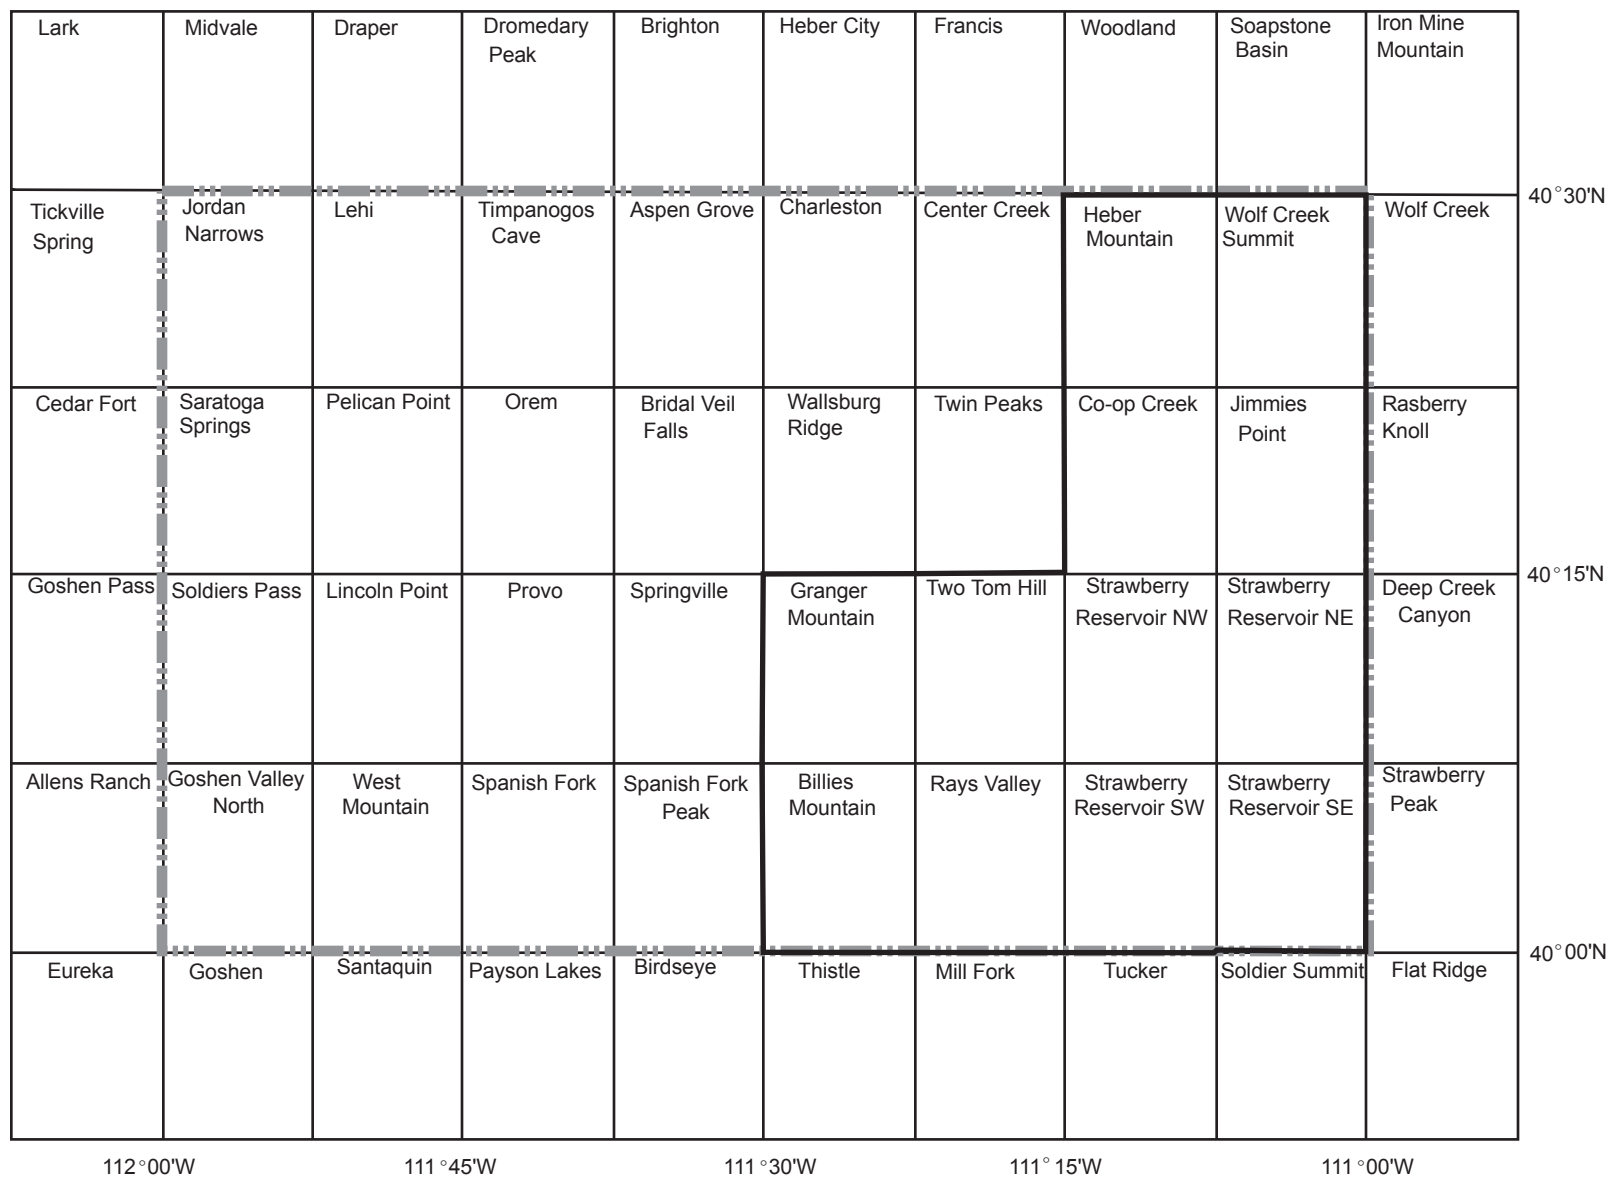 Lark
Midvale
Draper
Dromedary
Peak
Brighton
Heber City
Francis
Woodland
Soapstone
Basin
Iron Mine
Mountain
40°30'N
Tickville
Spring
Jordan
Narrows
Lehi
Timpanogos
Cave
Aspen Grove
Charleston
Center Creek
Heber
Mountain
Wolf Creek
Summit
Wolf Creek
Cedar Fort
Saratoga
Springs
Pelican Point
Orem
Bridal Veil
Falls
Wallsburg
Ridge
Twin Peaks
Co-op Creek
Jimmies
Point
Rasberry
Knoll
40°15'N
Goshen Pass
Soldiers Pass
Lincoln Point
Provo
Springville
Granger
Mountain
Two Tom Hill
Strawberry
Reservoir NW
Strawberry
Reservoir NE
Deep Creek
Canyon
Allens Ranch
Goshen Valley
North
West
Mountain
Spanish Fork
Spanish Fork
Peak
Billies
Mountain
Rays Valley
Strawberry
Reservoir SW
Strawberry
Reservoir SE
Strawberry
Peak
40°00'N
Eureka
Goshen
Santaquin
Payson Lakes
Birdseye
Thistle
Mill Fork
Tucker
Soldier Summit
Flat Ridge
112°00'W
111°45'W
111°30'W
111°15'W
111°00'W